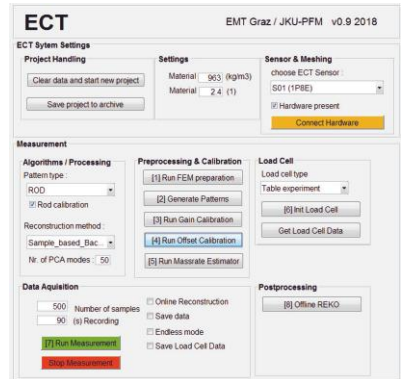 ECT
EMT Graz / JKU-PFM v0.9 2018
ECT Sytem Settings
Project Handling
Clear data and start new project
Save project to archive
Settings
Material 963 (kg/m3)
Material 2.4 (1)
Sensor & Meshing
choose ECT Sensor :
S01 (1P8E)
Hardware present
Connect Hardware
Measurement
Algorithms / Processing
Pattern type :
ROD
Rod calibration
Reconstruction method :
Sample_based_Bac...
Nr. of PCA modes : 50
Preprocessing & Calibration
[1] Run FEM preparation
[2] Generate Patterns
[3] Run Gain Calibration
[4] Run Offset Calibration
[5] Run Massrate Estimator
Load Cell
Load cell type
Table experiment
[6] Init Load Cell
Get Load Cell Data
Data Aquisition
500 Number of samples
90 (s) Recording
[7] Run Measurement
Stop Measurement
Online Reconstruction
Save data
Endless mode
Save Load Cell Data
Postprocessing
[8] Offline REKO